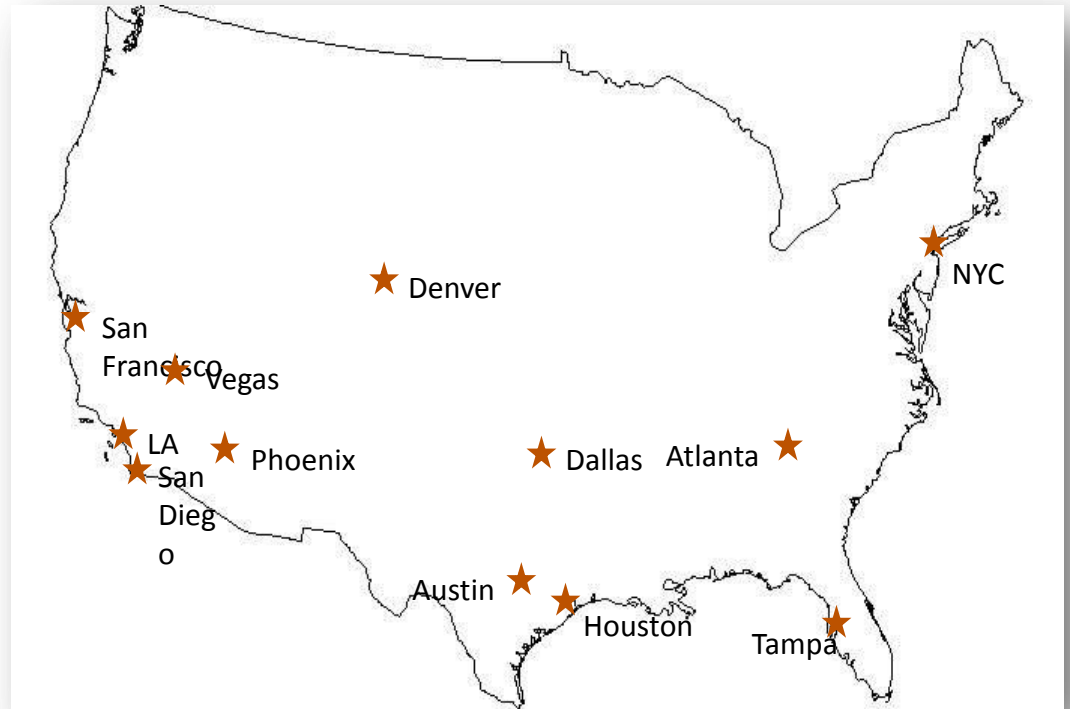 NYC
Denver
San
Francisco
Vegas
LA
Phoenix
Dallas
Atlanta
San
Dieg
o
Austin
Houston
Tampa